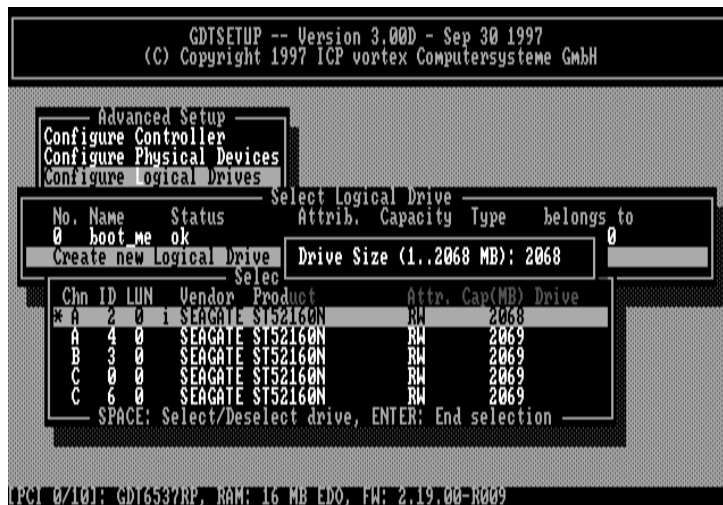 GDTSETUP -- Version 3.00D - Sep 30 1997
(C) Copyright 1997 ICP vortex Computersysteme GmbH
Advanced Setup
Configure Controller
Configure Physical Devices
Configure Logical Drives
Select Logical Drive
No. Name Status Attrib. Capacity Type belongs to
0 boot_me ok 0
Create new Logical Drive Drive Size (1..2068 MB): 2068
Selec
Chn ID LUN Vendor Product Attr. Cap(MB) Drive
* A 2 0 i SEAGATE ST52160N RW 2068
A 4 0 SEAGATE ST52160N RW 2069
B 3 0 SEAGATE ST52160N RW 2069
C 0 0 SEAGATE ST52160N RW 2069
C 6 0 SEAGATE ST52160N RW 2069
SPACE: Select/Deselect drive, ENTER: End selection
[PCI 0/10]: GDT6537RP, RAM: 16 MB EDO, FW: 2.19.00-R009